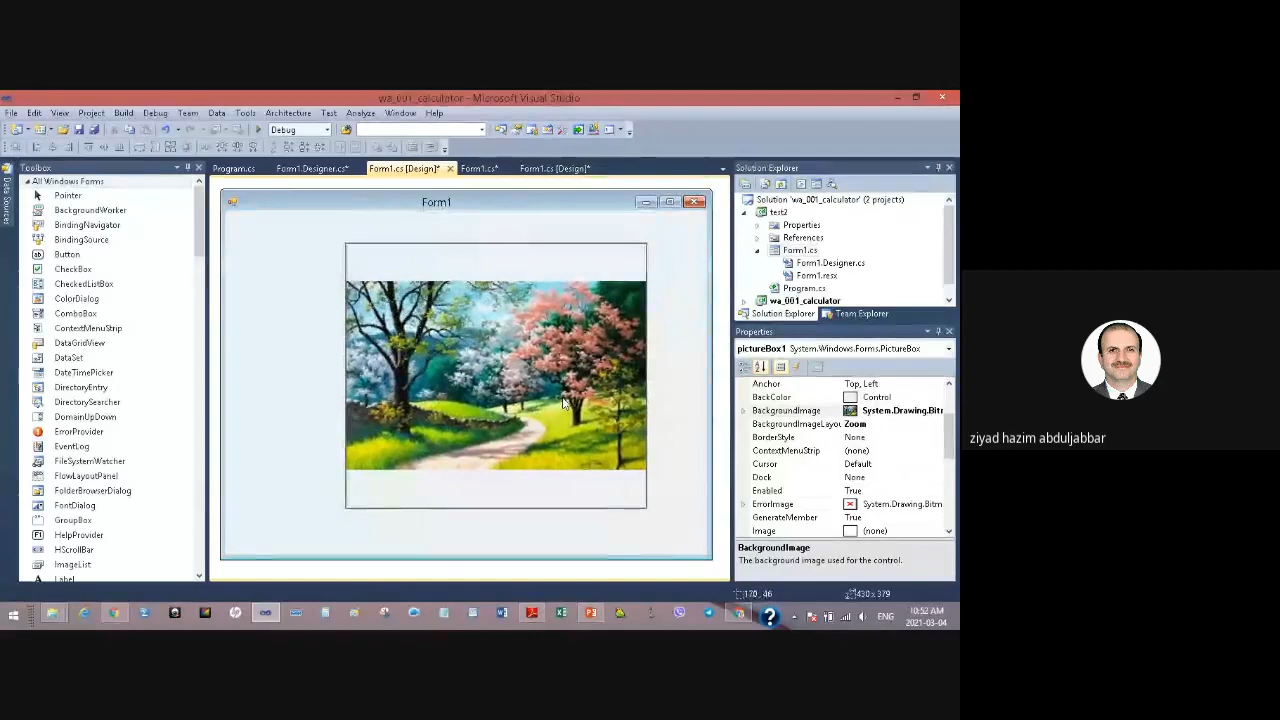 wa_001_calculator - Microsoft Visual Studio
File Edit View Project Build Debug Team Data Tools Architecture Test Analyze Window Help
Debug
Toolbox
Program.cs Form1.Designer.cs* Form1.cs [Design]* Form1.cs* Form1.cs [Design]*
Solution Explorer
Data Sources
All Windows Forms
Pointer
BackgroundWorker
BindingNavigator
BindingSource
Button
CheckBox
CheckedListBox
ColorDialog
ComboBox
ContextMenuStrip
DataGridView
DataSet
DateTimePicker
DirectoryEntry
DirectorySearcher
DomainUpDown
ErrorProvider
EventLog
FileSystemWatcher
FlowLayoutPanel
FolderBrowserDialog
FontDialog
GroupBox
HelpProvider
HScrollBar
ImageList
Label
Form1
Solution 'wa_001_calculator' (2 projects)
test2
Properties
References
Form1.cs
Form1.Designer.cs
Form1.resx
Program.cs
wa_001_calculator
Solution Explorer Team Explorer
Properties
pictureBox1 System.Windows.Forms.PictureBox
Anchor Top, Left
BackColor Control
BackgroundImage System.Drawing.Bitm
BackgroundImageLayou Zoom
BorderStyle None
ContextMenuStrip (none)
Cursor Default
Dock None
Enabled True
ErrorImage System.Drawing.Bitm
GenerateMember True
Image (none)
BackgroundImage
The background image used for the control.
170, 46 430 x 379
ENG
10:52 AM
2021-03-04
ziyad hazim abduljabbar